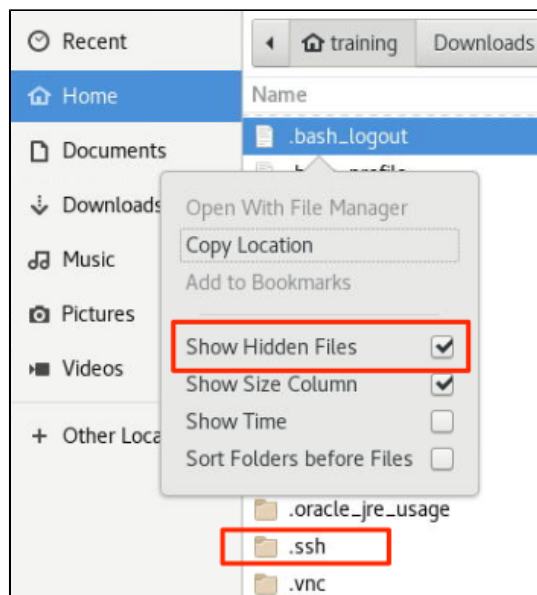 Recent
Home
Documents
Downloads
Music
Pictures
Videos
+ Other Loca
training Downloads
Name
.bash_logout
Open With File Manager
Copy Location
Add to Bookmarks
Show Hidden Files
Show Size Column
Show Time
Sort Folders before Files
.oracle_jre_usage
.ssh
.vnc